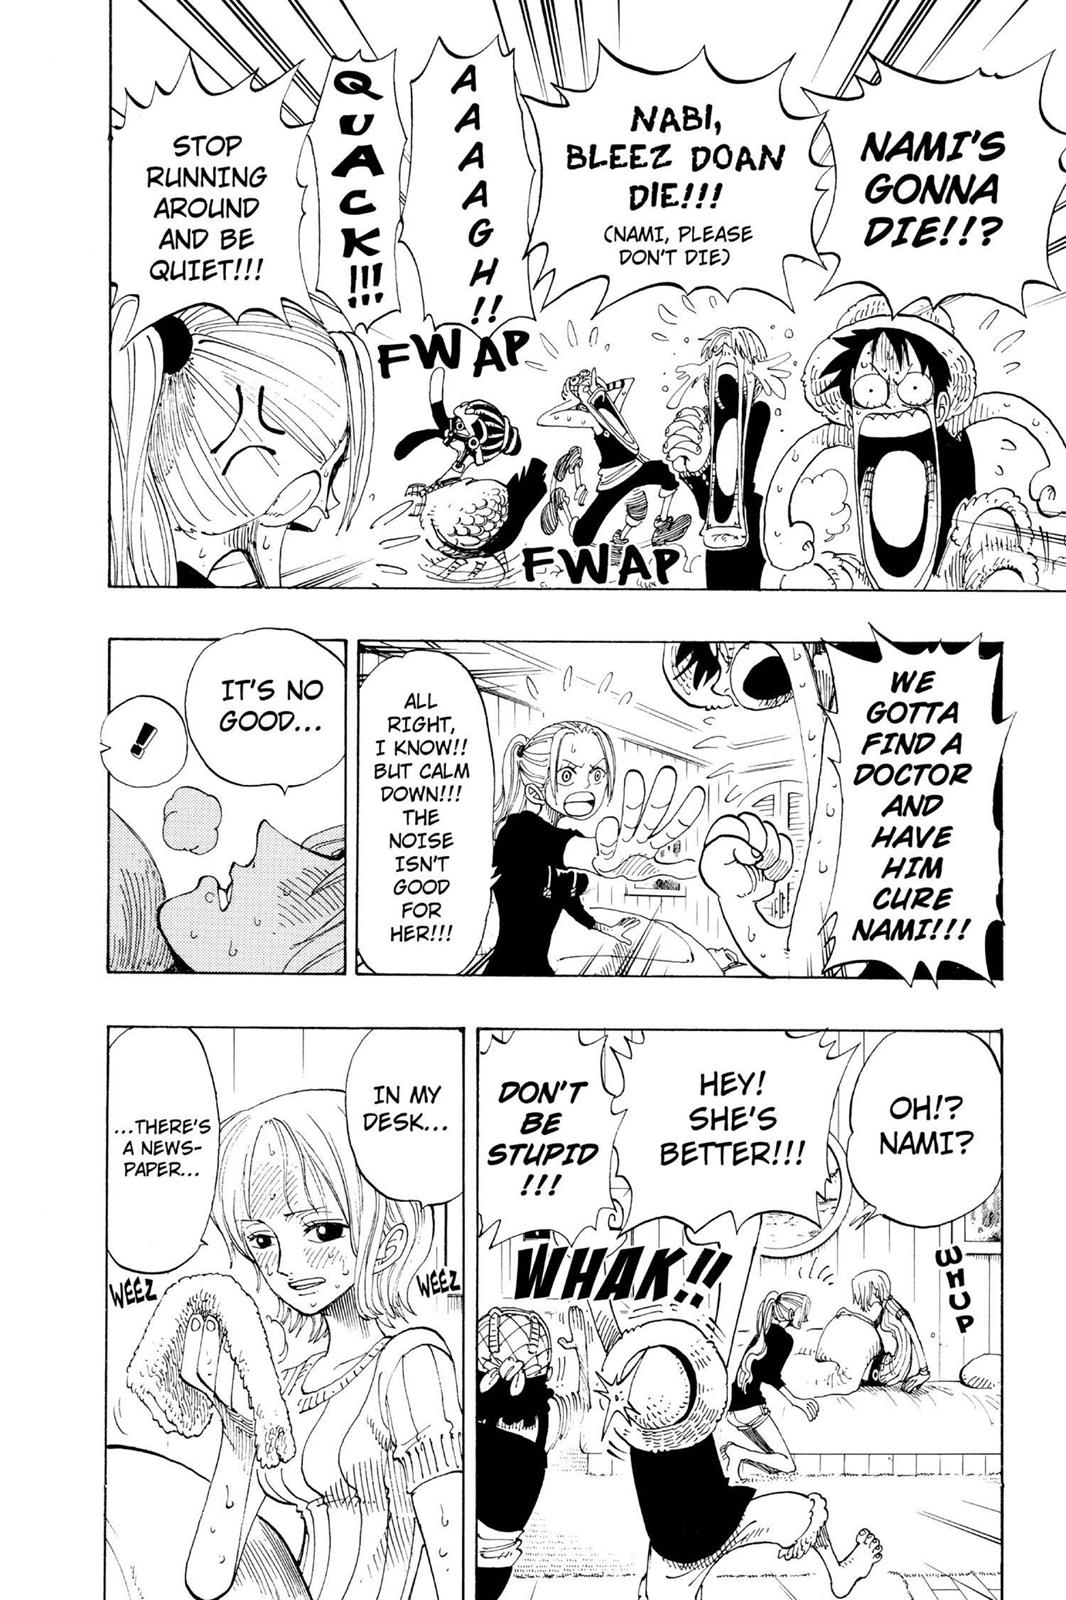 NAMI'S
GONNA
DIE!!?
NABI,
BLEEZ DOAN
DIE!!!
(NAMI, PLEASE
DON'T DIE)
AAAAGH!!
QUACK!!!
STOP
RUNNING
AROUND
AND BE
QUIET!!!
FWAP
FWAP
WE
GOTTA
FIND A
DOCTOR
AND
HAVE
HIM
CURE
NAMI!!!
ALL
RIGHT,
I KNOW!!
BUT CALM
DOWN!!!
THE
NOISE
ISN'T
GOOD
FOR
HER!!!
IT'S NO
GOOD...
!
OH!?
NAMI?
HEY!
SHE'S
BETTER!!!
DON'T
BE
STUPID
!!!
WHUP
WHAK!!
IN MY
DESK...
...THERE'S
A NEWS-
PAPER...
WEEZ
WEEZ